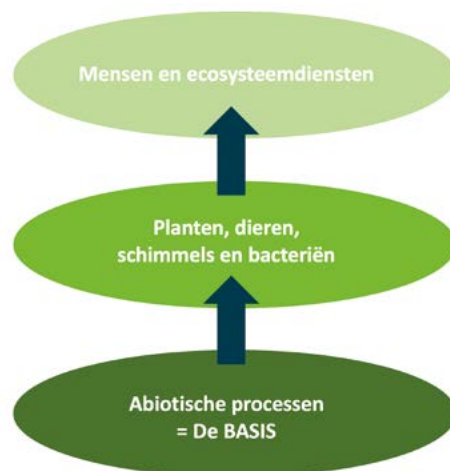 Mensen en ecosysteemdiensten
Planten, dieren,
schimmels en bacteriën
Abiotische processen
= De BASIS